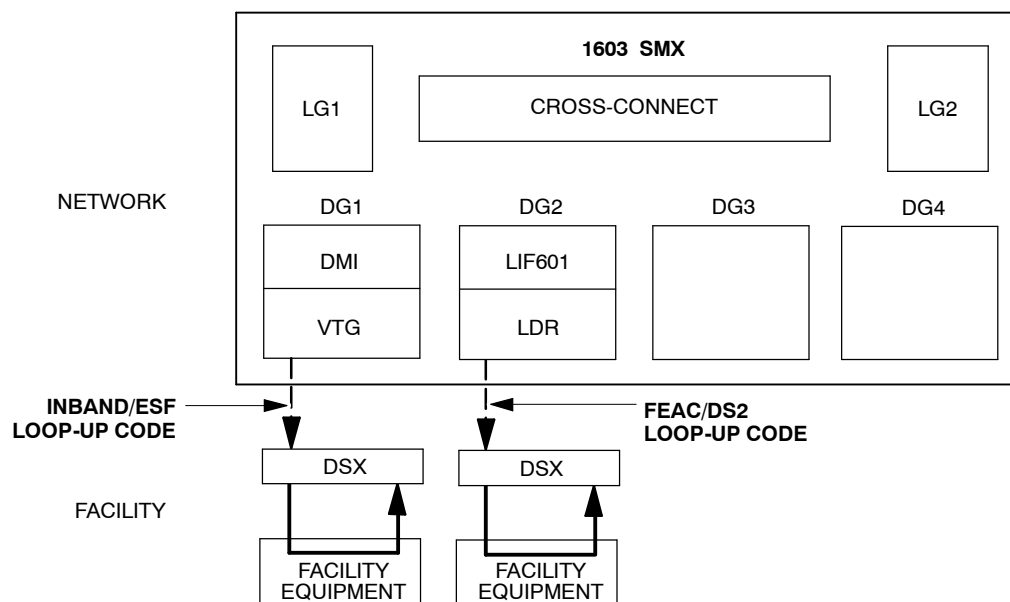 1603 SMX
LG1
CROSS-CONNECT
LG2
NETWORK
DG1
DG2
DG3
DG4
DMI
LIF601
VTG
LDR
INBAND/ESF
LOOP-UP CODE
FEAC/DS2
LOOP-UP CODE
DSX
DSX
FACILITY
FACILITY
EQUIPMENT
FACILITY
EQUIPMENT